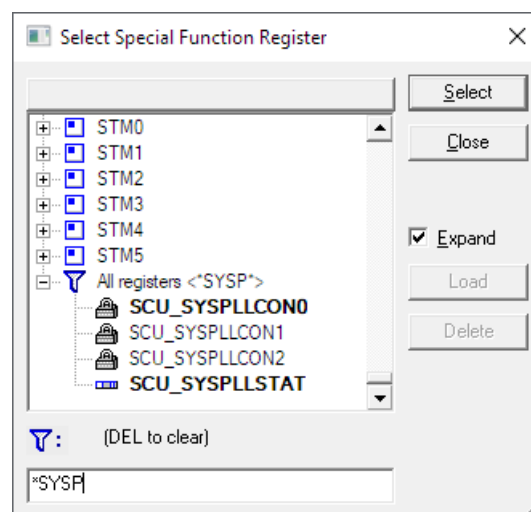 Select Special Function Register
Select
STM0
STM1
Close
STM2
STM3
STM4
Expand
STM5
All registers <*SYSP*>
Load
SCU_SYSPLLCON0
SCU_SYSPLLCON1
Delete
SCU_SYSPLLCON2
SCU_SYSPLLSTAT
: (DEL to clear)
*SYSP